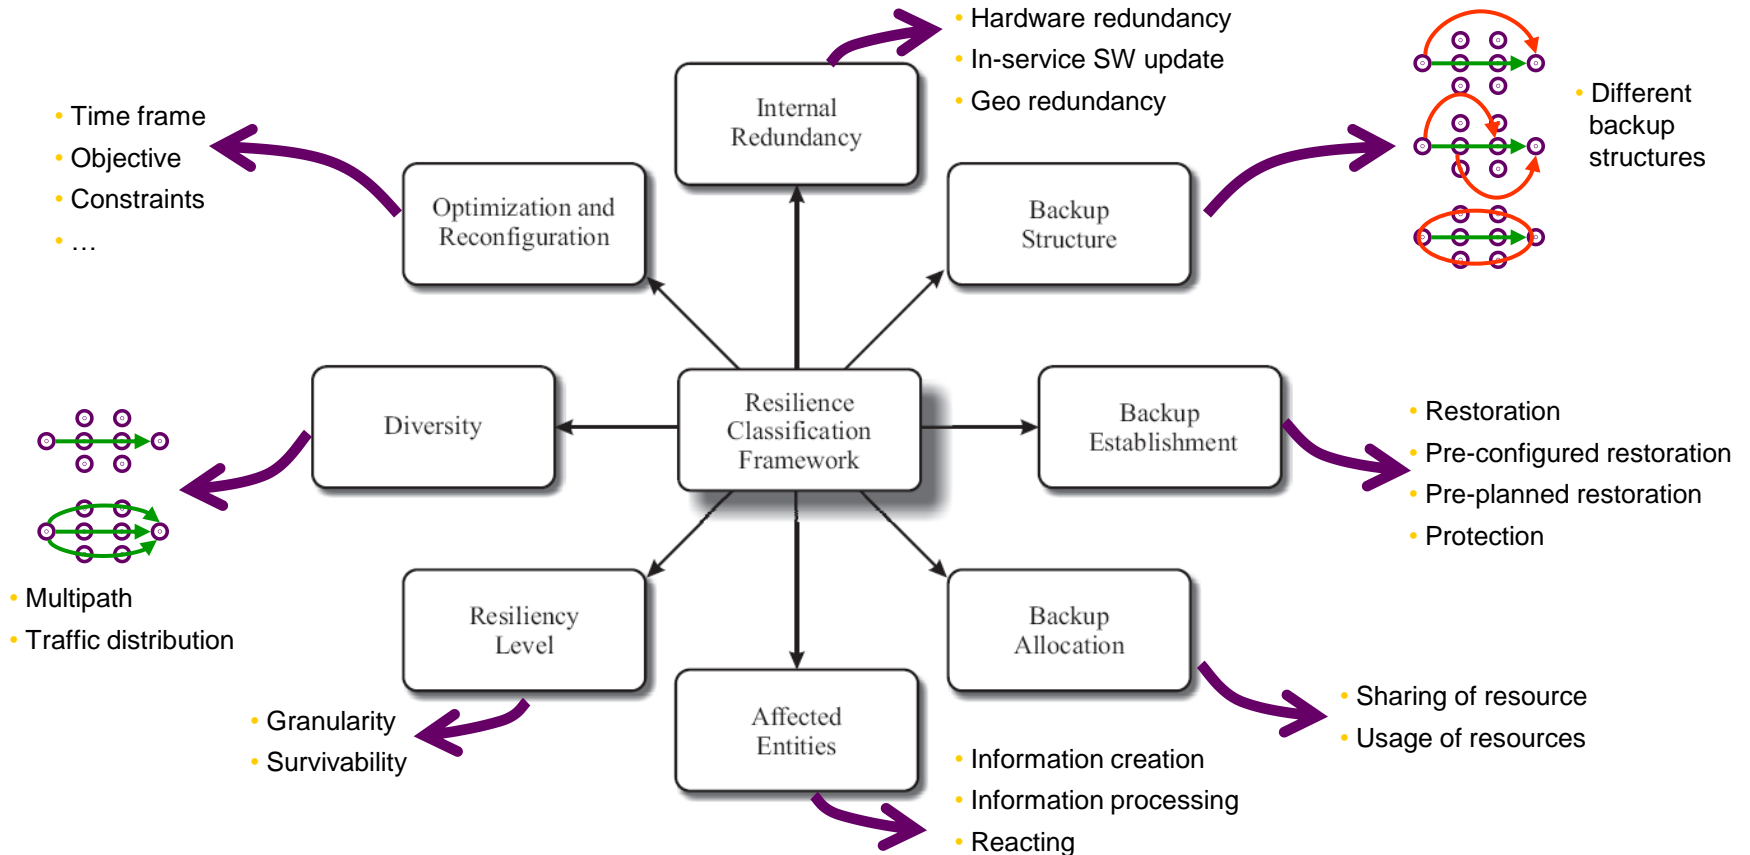 • Hardware redundancy
• In-service SW update
• Geo redundancy
Internal
Redundancy
• Time frame
• Objective
• Constraints
• …
Optimization and
Reconfiguration
Backup
Structure
• Different
backup
structures
Diversity
Resilience
Classification
Framework
Backup
Establishment
• Restoration
• Pre-configured restoration
• Pre-planned restoration
• Protection
• Multipath
• Traffic distribution
Resiliency
Level
Backup
Allocation
• Granularity
• Survivability
Affected
Entities
• Sharing of resource
• Usage of resources
• Information creation
• Information processing
• Reacting